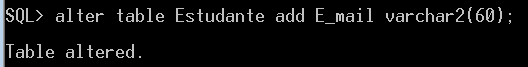 SQL> alter table Estudante add E_mail varchar2(60);
Table altered.